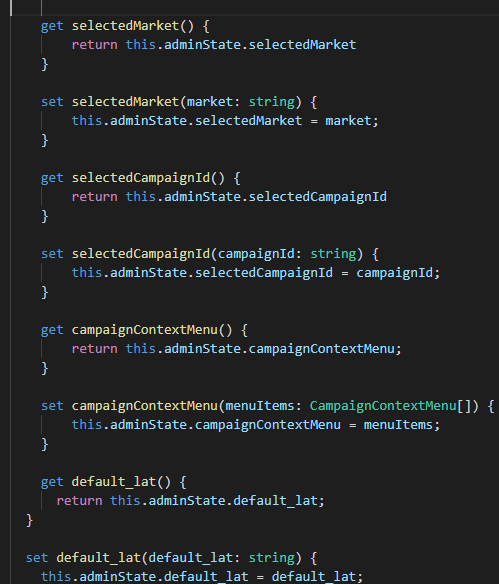 get selectedMarket() {
return this.adminState.selectedMarket
}
set selectedMarket(market: string) {
this.adminState.selectedMarket = market;
}
get selectedCampaignId() {
return this.adminState.selectedCampaignId
}
set selectedCampaignId(campaignId: string) {
this.adminState.selectedCampaignId = campaignId;
}
get campaignContextMenu() {
return this.adminState.campaignContextMenu;
}
set campaignContextMenu(menuItems: CampaignContextMenu[]) {
this.adminState.campaignContextMenu = menuItems;
}
get default_lat() {
return this.adminState.default_lat;
}
set default_lat(default_lat: string) {
this.adminState.default_lat = default_lat;